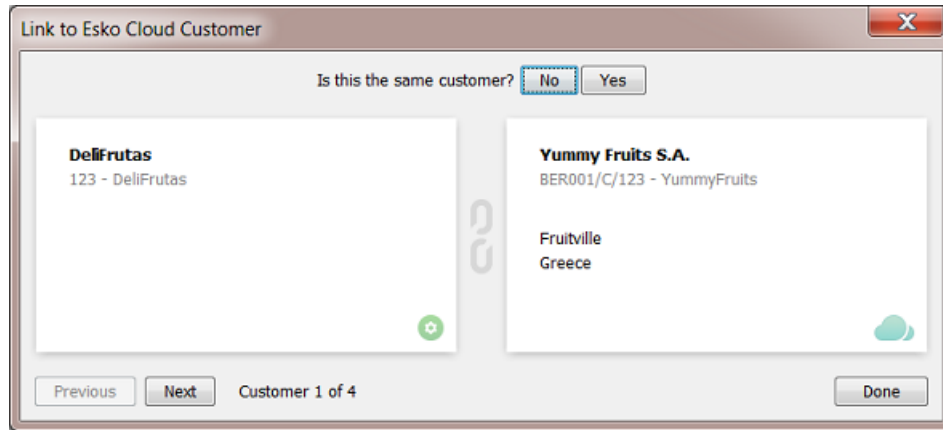 Link to Esko Cloud Customer
Is this the same customer? No Yes
DeliFrutas
123 - DeliFrutas
Yummy Fruits S.A.
BER001/C/123 - YummyFruits
Fruitville
Greece
Previous Next Customer 1 of 4 Done